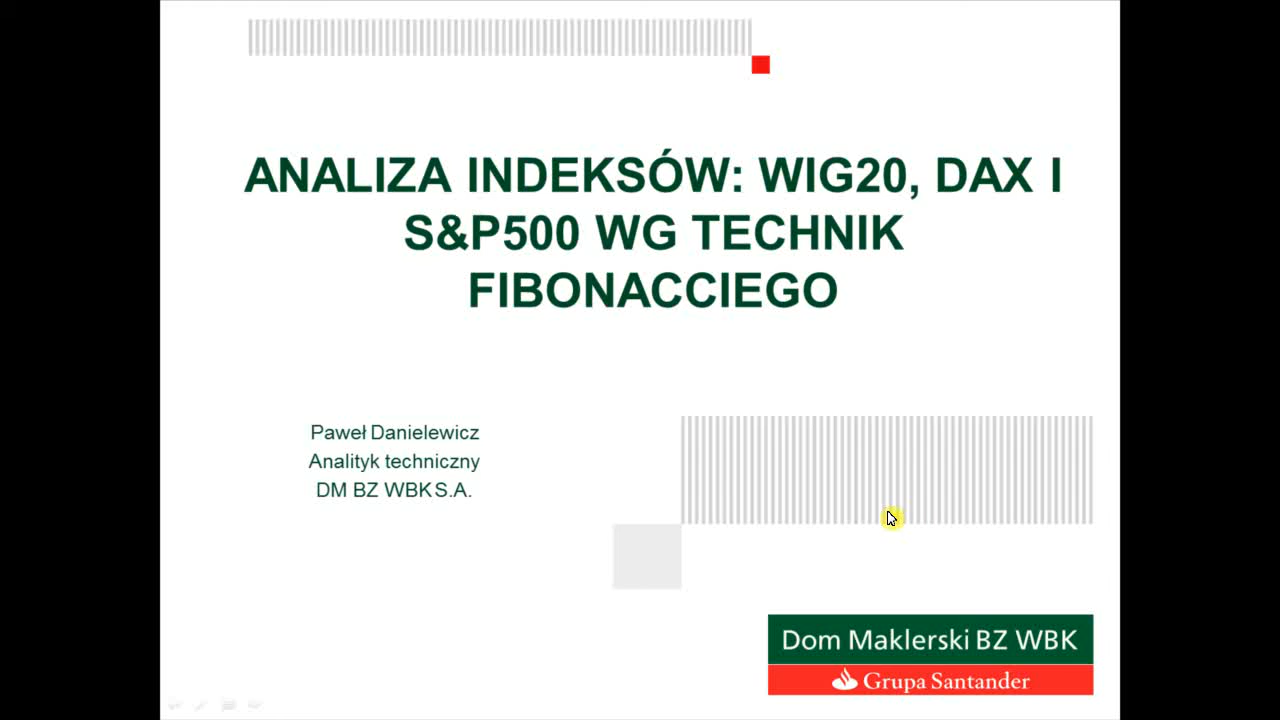 ANALIZA INDEKSÓW: WIG20, DAX I
S&P500 WG TECHNIK
FIBONACCIEGO
Paweł Danielewicz
Analityk techniczny
DM BZ WBK S.A.
Dom Maklerski BZ WBK
Grupa Santander